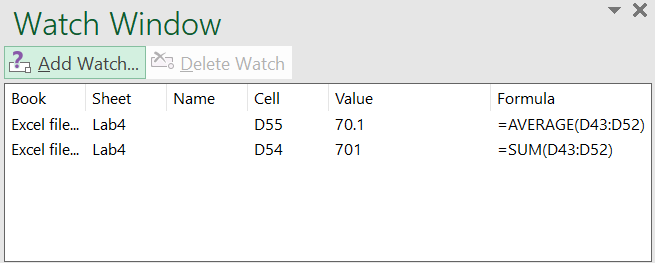 Watch Window
Add Watch... Delete Watch
Book Sheet Name Cell Value Formula
Excel file... Lab4 D55 70.1 =AVERAGE(D43:D52)
Excel file... Lab4 D54 701 =SUM(D43:D52)